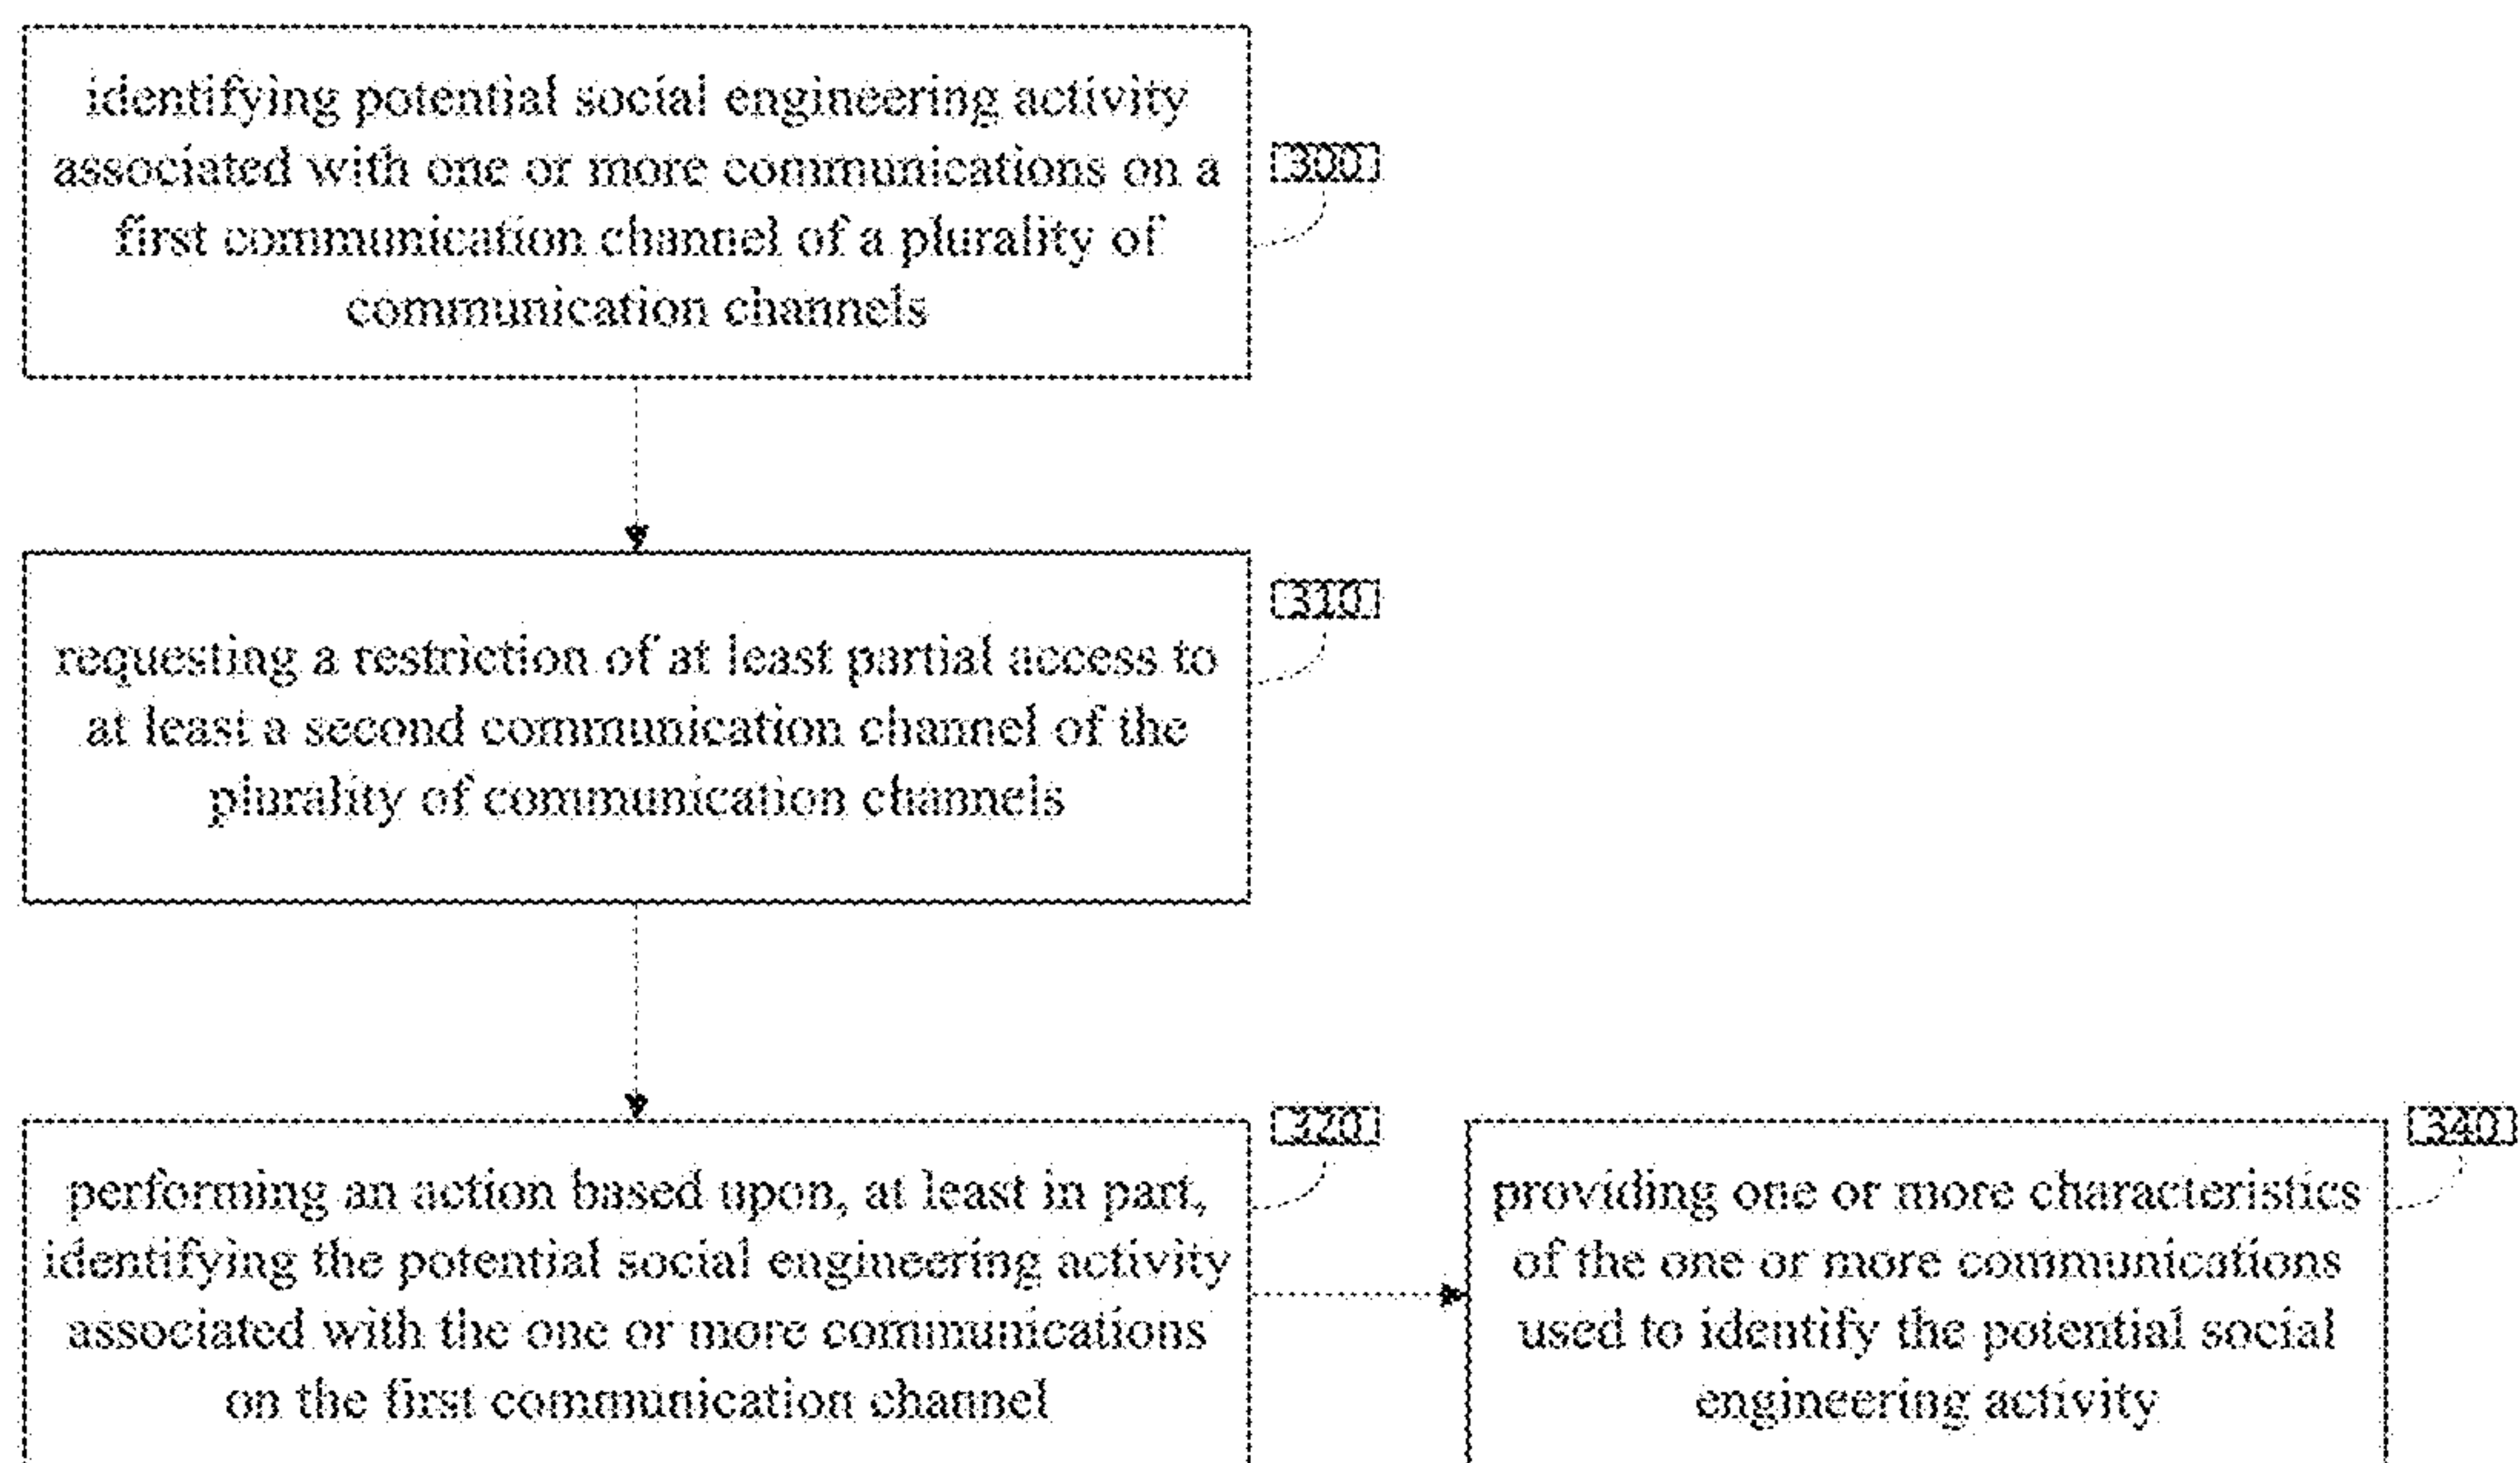 identifying potential social engineering activity
associated with one or more communications on a
first communication channel of a plurality of
communication channels
300
requesting a restriction of at least partial access to
at least a second communication channel of the
plurality of communication channels
310
performing an action based upon, at least in part,
identifying the potential social engineering activity
associated with the one or more communications
on the first communication channel
providing one or more characteristics
of the one or more communications
used to identify the potential social
engineering activity
340